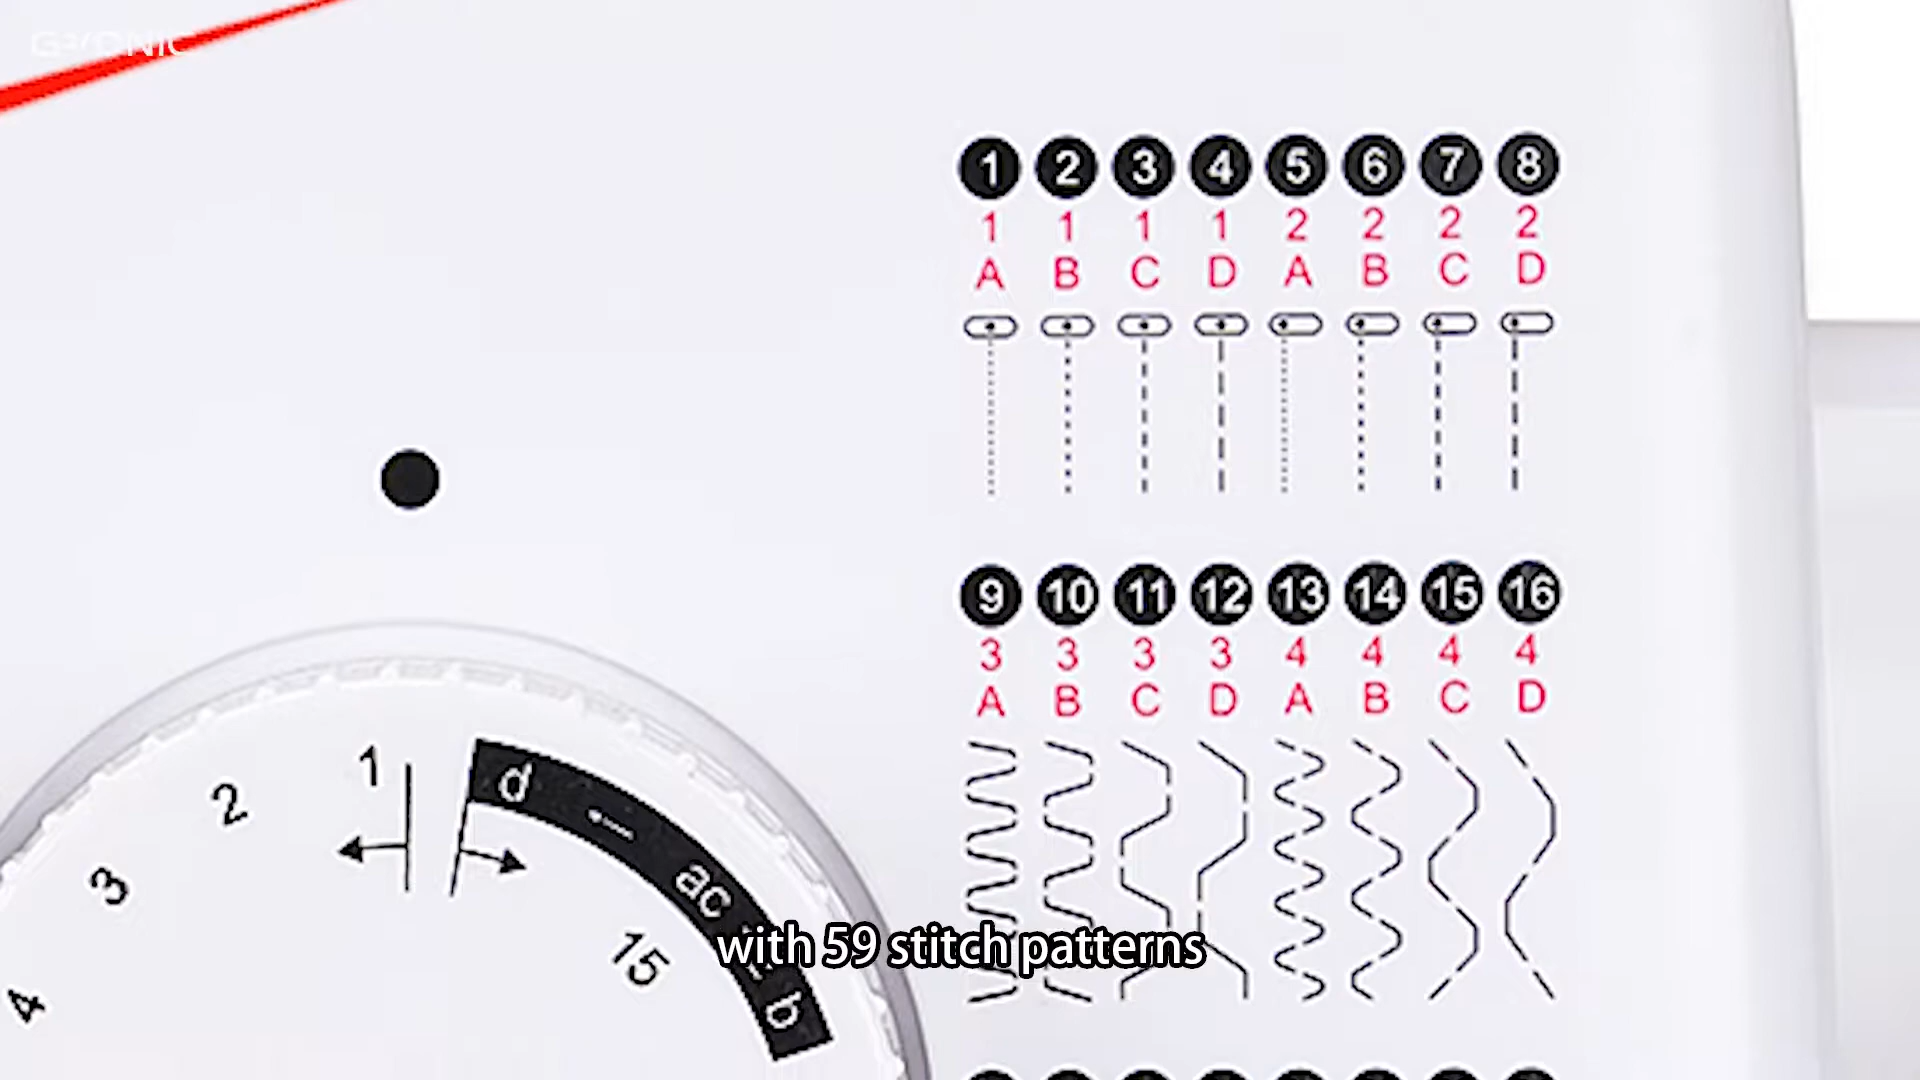 1 2 3 4 5 6 7 8
1 1 1 1 2 2 2 2
A B C D A B C D
9 10 11 12 13 14 15 16
3 3 3 3 4 4 4 4
A B C D A B C D
1
2
3
4
d
ac
b
15
with 59 stitch patterns